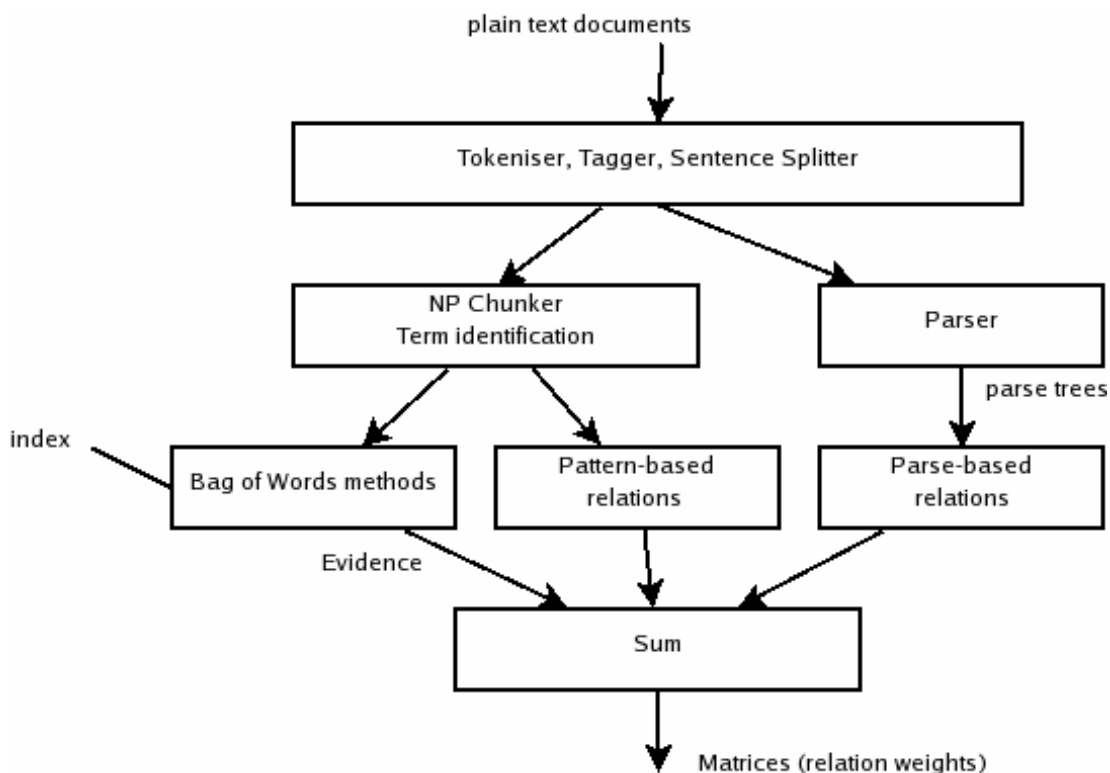 plain text documents
Tokeniser, Tagger, Sentence Splitter
NP Chunker
Term identification
Parser
parse trees
index
Bag of Words methods
Pattern-based
relations
Parse-based
relations
Evidence
Sum
Matrices (relation weights)